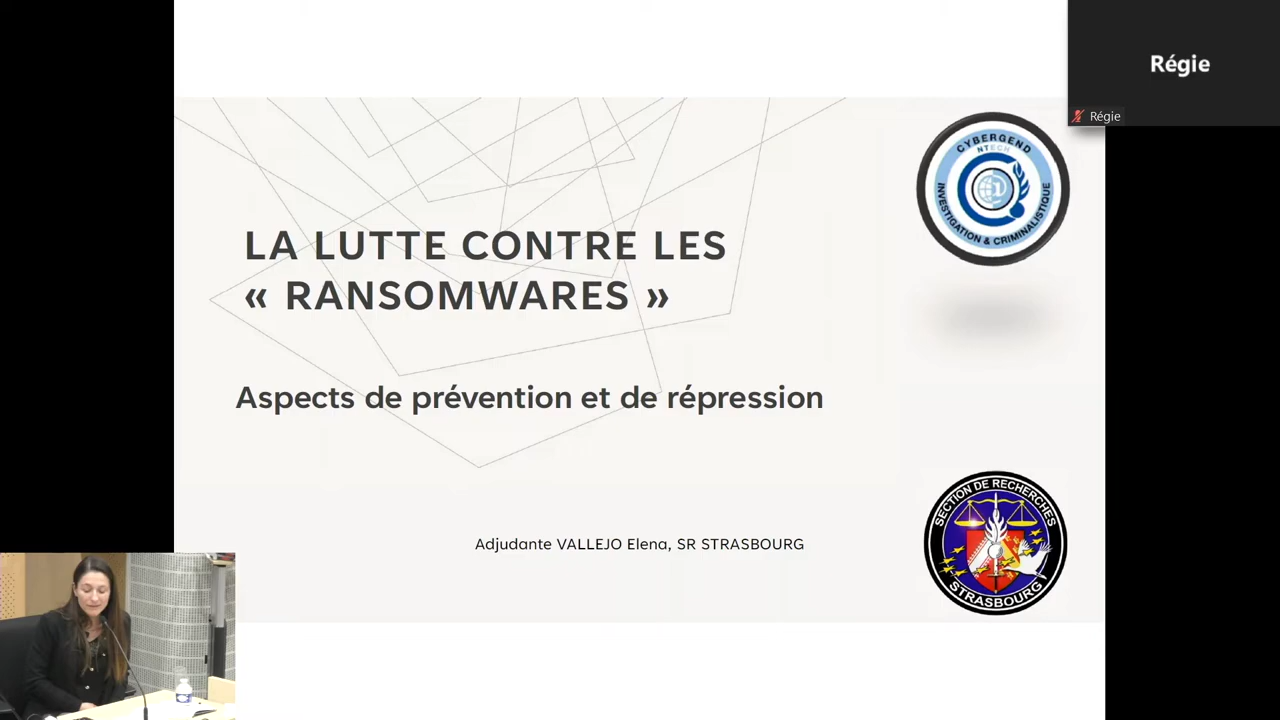 Régie
Régie
CYBERGEND
NTECH
INVESTIGATION & CRIMINALISTIQUE
LA LUTTE CONTRE LES
« RANSOMWARES »
Aspects de prévention et de répression
Adjudante VALLEJO Elena, SR STRASBOURG
SECTION DE RECHERCHES
STRASBOURG